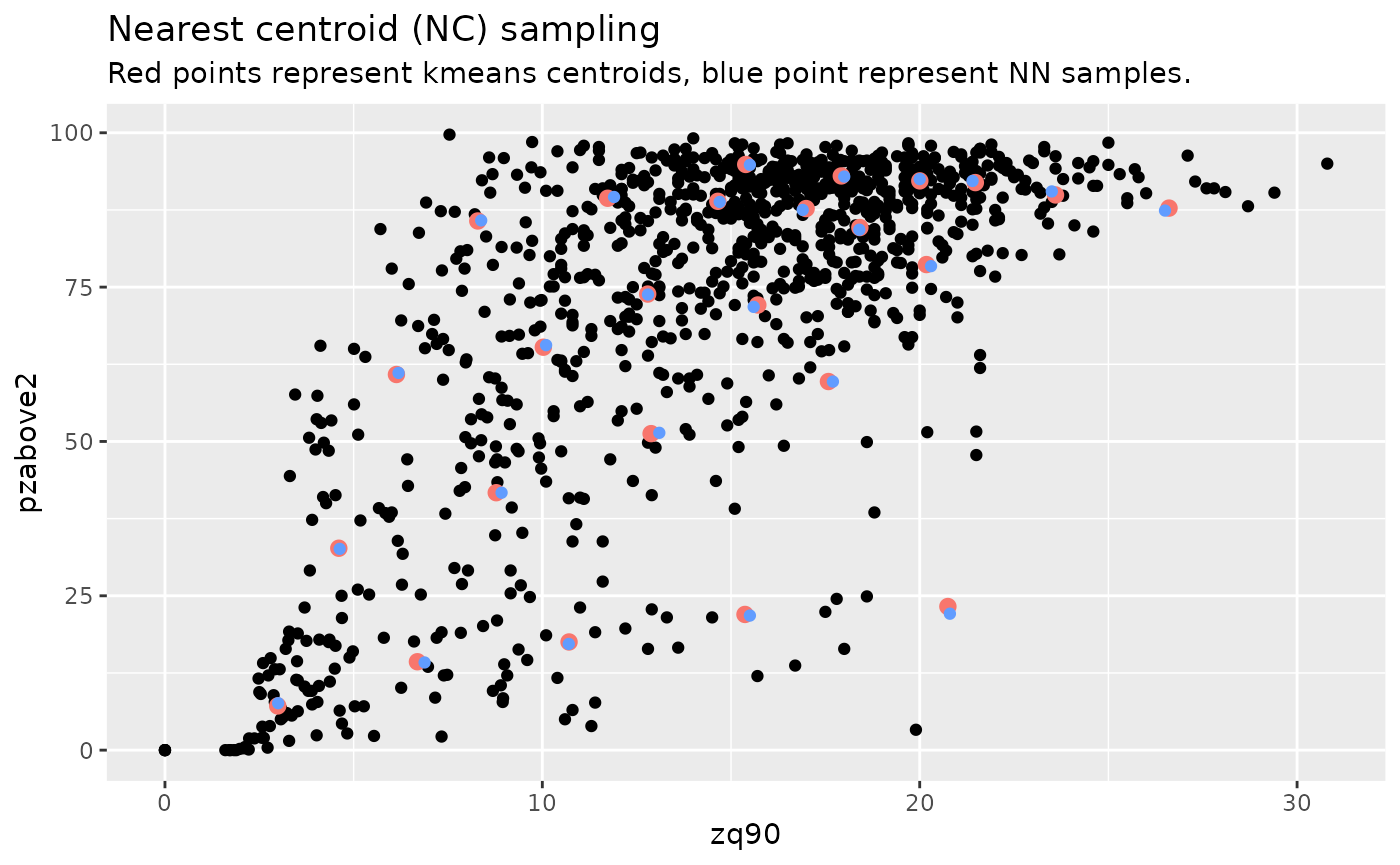 Nearest centroid (NC) sampling
Red points represent kmeans centroids, blue point represent NN samples.
100
75
50
25
0
pzabove2
0 10 20 30
zq90